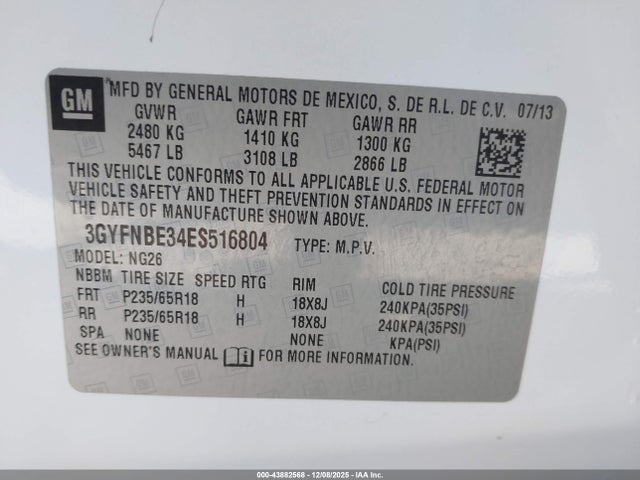 GM
MFD BY GENERAL MOTORS DE MEXICO, S. DE R.L. DE C.V. 07/13
GVWR GAWR FRT GAWR RR
2480 KG 1410 KG 1300 KG
5467 LB 3108 LB 2866 LB
THIS VEHICLE CONFORMS TO ALL APPLICABLE U.S. FEDERAL MOTOR
VEHICLE SAFETY AND THEFT PREVENTION STANDARDS IN EFFECT ON
THE DATE OF MANUFACTURE SHOWN ABOVE.
3GYFNBE34ES516804 TYPE: M.P.V.
MODEL: NG26
NBBM TIRE SIZE SPEED RTG RIM COLD TIRE PRESSURE
FRT P235/65R18 H 18X8J 240KPA(35PSI)
RR P235/65R18 H 18X8J 240KPA(35PSI)
SPA NONE NONE KPA(PSI)
SEE OWNER'S MANUAL FOR MORE INFORMATION.
000-43882568 - 12/08/2025 - IAA Inc.